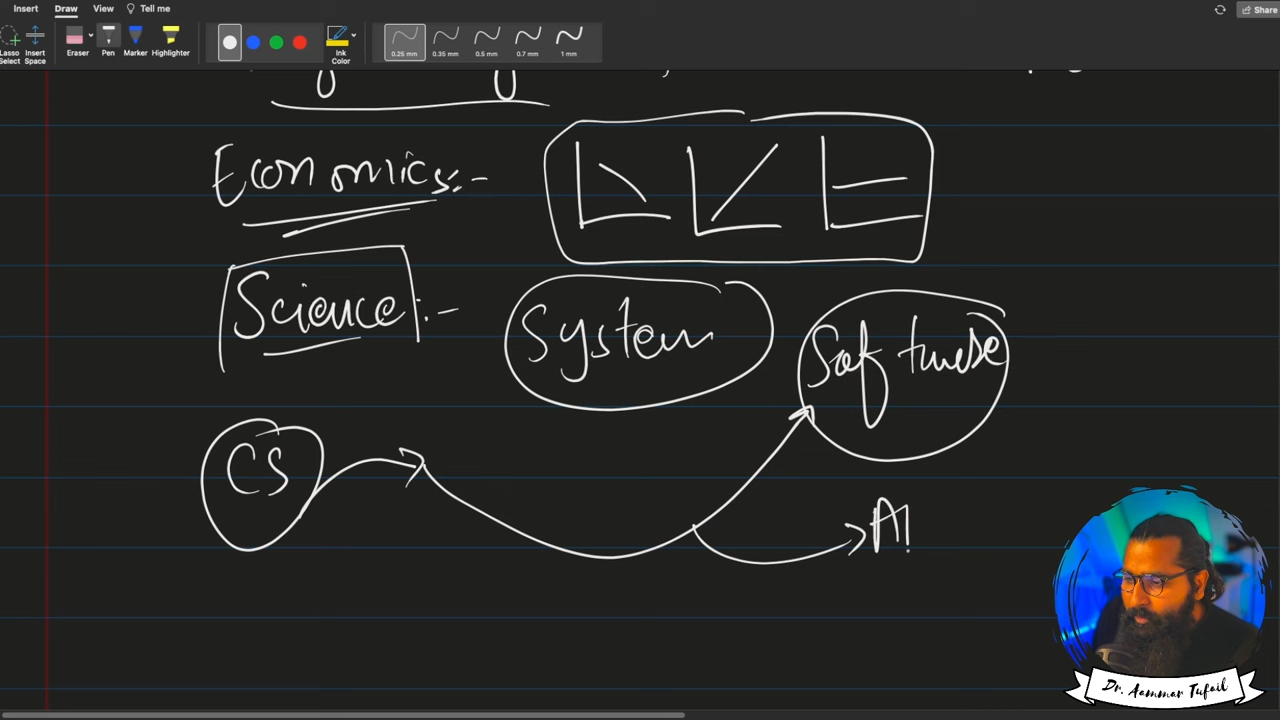 Insert Draw View Tell me
Share
Lasso Select
Insert Space
Eraser
Pen
Marker
Highlighter
Ink Color
0.25 mm
0.35 mm
0.5 mm
0.7 mm
1 mm
Economics:-
Science:-
System
Software
CS
AI
Dr. Aammar Tufail